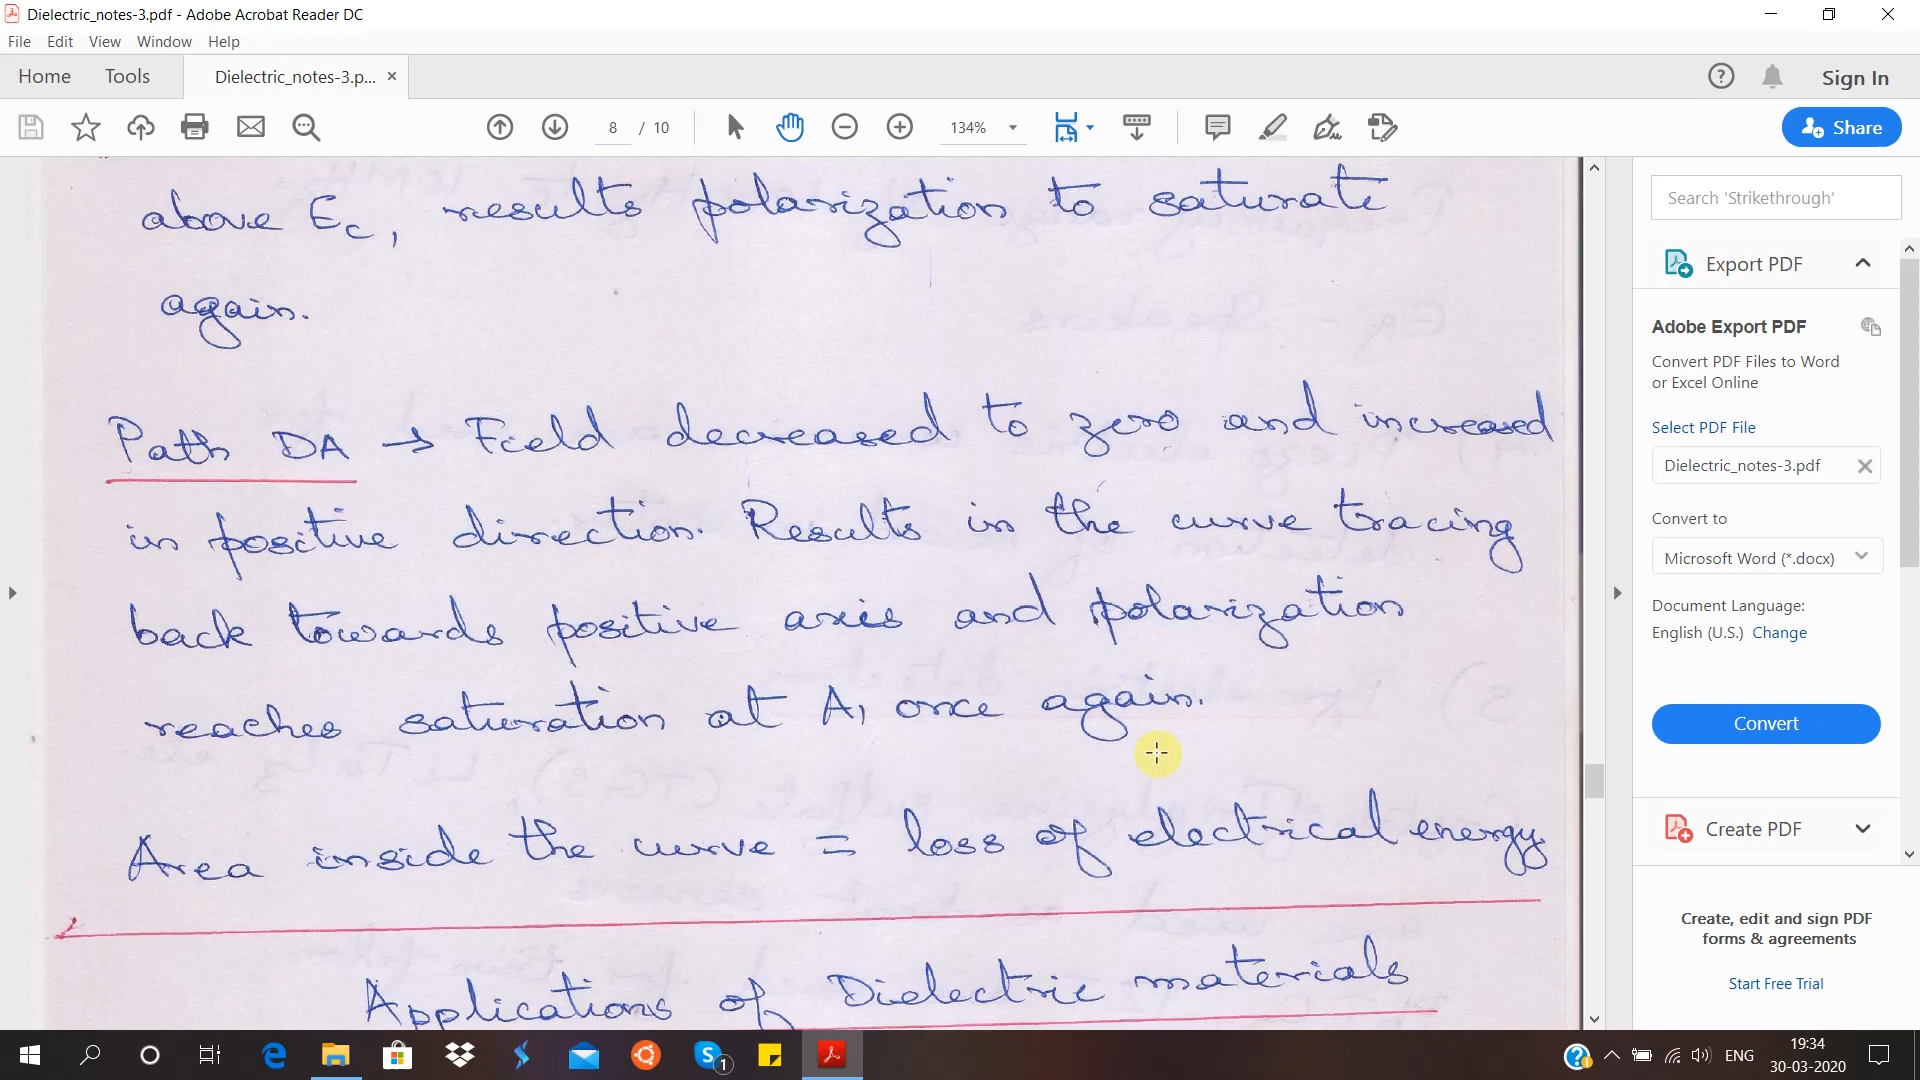 Dielectric_notes-3.pdf - Adobe Acrobat Reader DC
File Edit View Window Help
Home Tools Dielectric_notes-3.p... × Sign In
8 / 10 134% Share
above Ec, results polarization to saturate
again.
Path DA → Field decreased to zero and increased
in positive direction. Results in the curve tracing
back towards positive axis and polarization
reaches saturation at A, once again.
Area inside the curve = loss of electrical energy
Applications of Dielectric materials
Search 'Strikethrough'
Export PDF
Adobe Export PDF
Convert PDF Files to Word
or Excel Online
Select PDF File
Dielectric_notes-3.pdf
Convert to
Microsoft Word (*.docx)
Document Language:
English (U.S.) Change
Convert
Create PDF
Create, edit and sign PDF
forms & agreements
Start Free Trial
1
ENG
19:34
30-03-2020